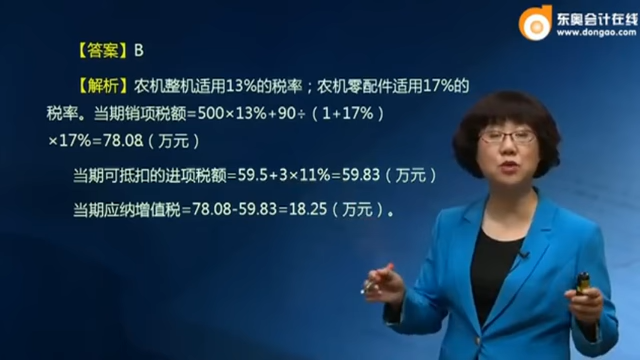 东奥会计在线
www.dongao.com
【答案】B
【解析】农机整机适用13%的税率；农机零配件适用17%的
税率。当期销项税额=500×13%+90÷（1+17%）
×17%=78.08（万元）
当期可抵扣的进项税额=59.5+3×11%=59.83（万元）
当期应纳增值税=78.08-59.83=18.25（万元）。